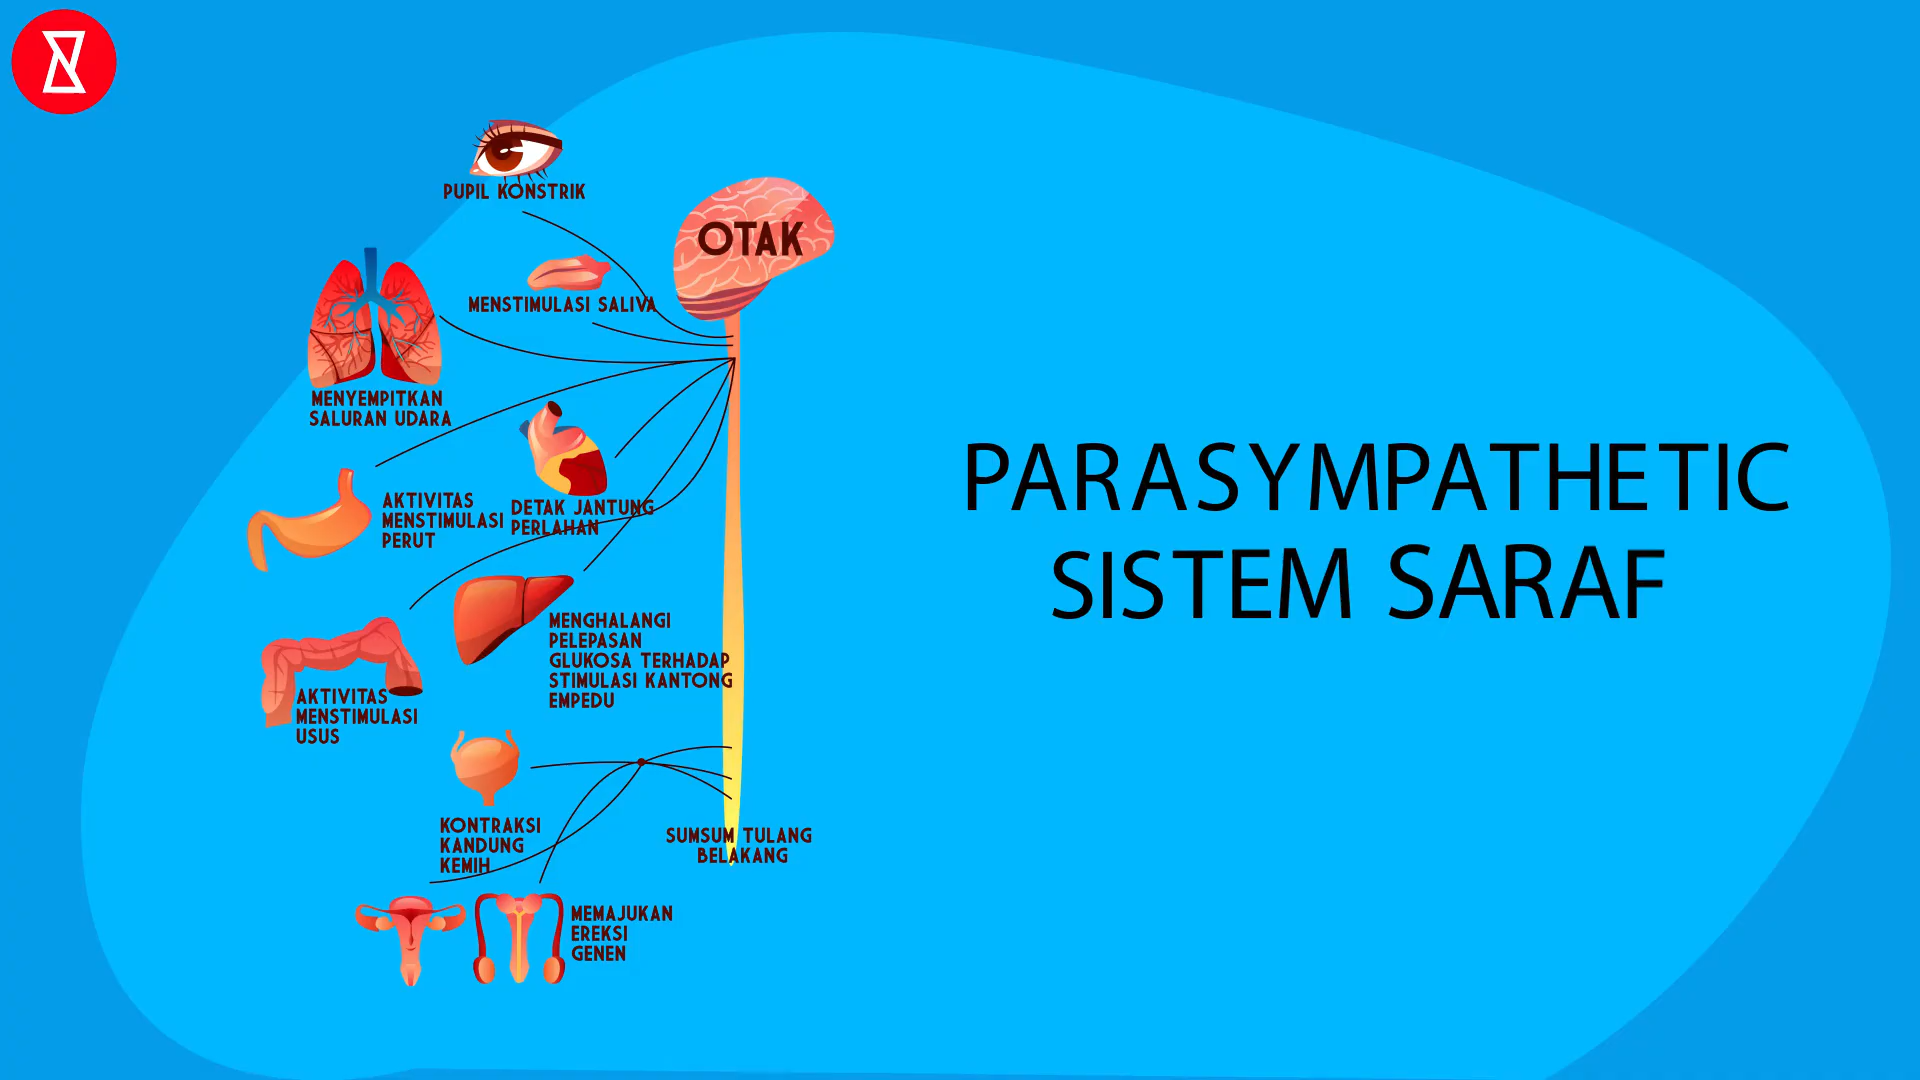 PUPIL KONSTRIK
OTAK
MENSTIMULASI SALIVA
MENYEMPITKAN
SALURAN UDARA
AKTIVITAS
MENSTIMULASI
PERUT
DETAK JANTUNG
PERLAHAN
MENGHALANGI
PELEPASAN
GLUKOSA TERHADAP
STIMULASI KANTONG
EMPEDU
AKTIVITAS
MENSTIMULASI
USUS
KONTRAKSI
KANDUNG
KEMIH
SUMSUM TULANG
BELAKANG
MEMAJUKAN
EREKSI
GENEN
PARASYMPATHETIC
SISTEM SARAF